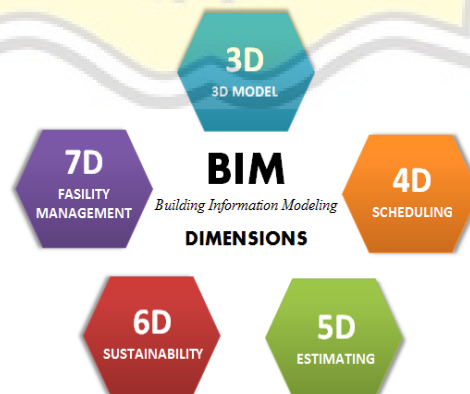 3D
3D MODEL
7D
FASILITY
MANAGEMENT
BIM
Building Information Modeling
DIMENSIONS
4D
SCHEDULING
6D
SUSTAINABILITY
5D
ESTIMATING